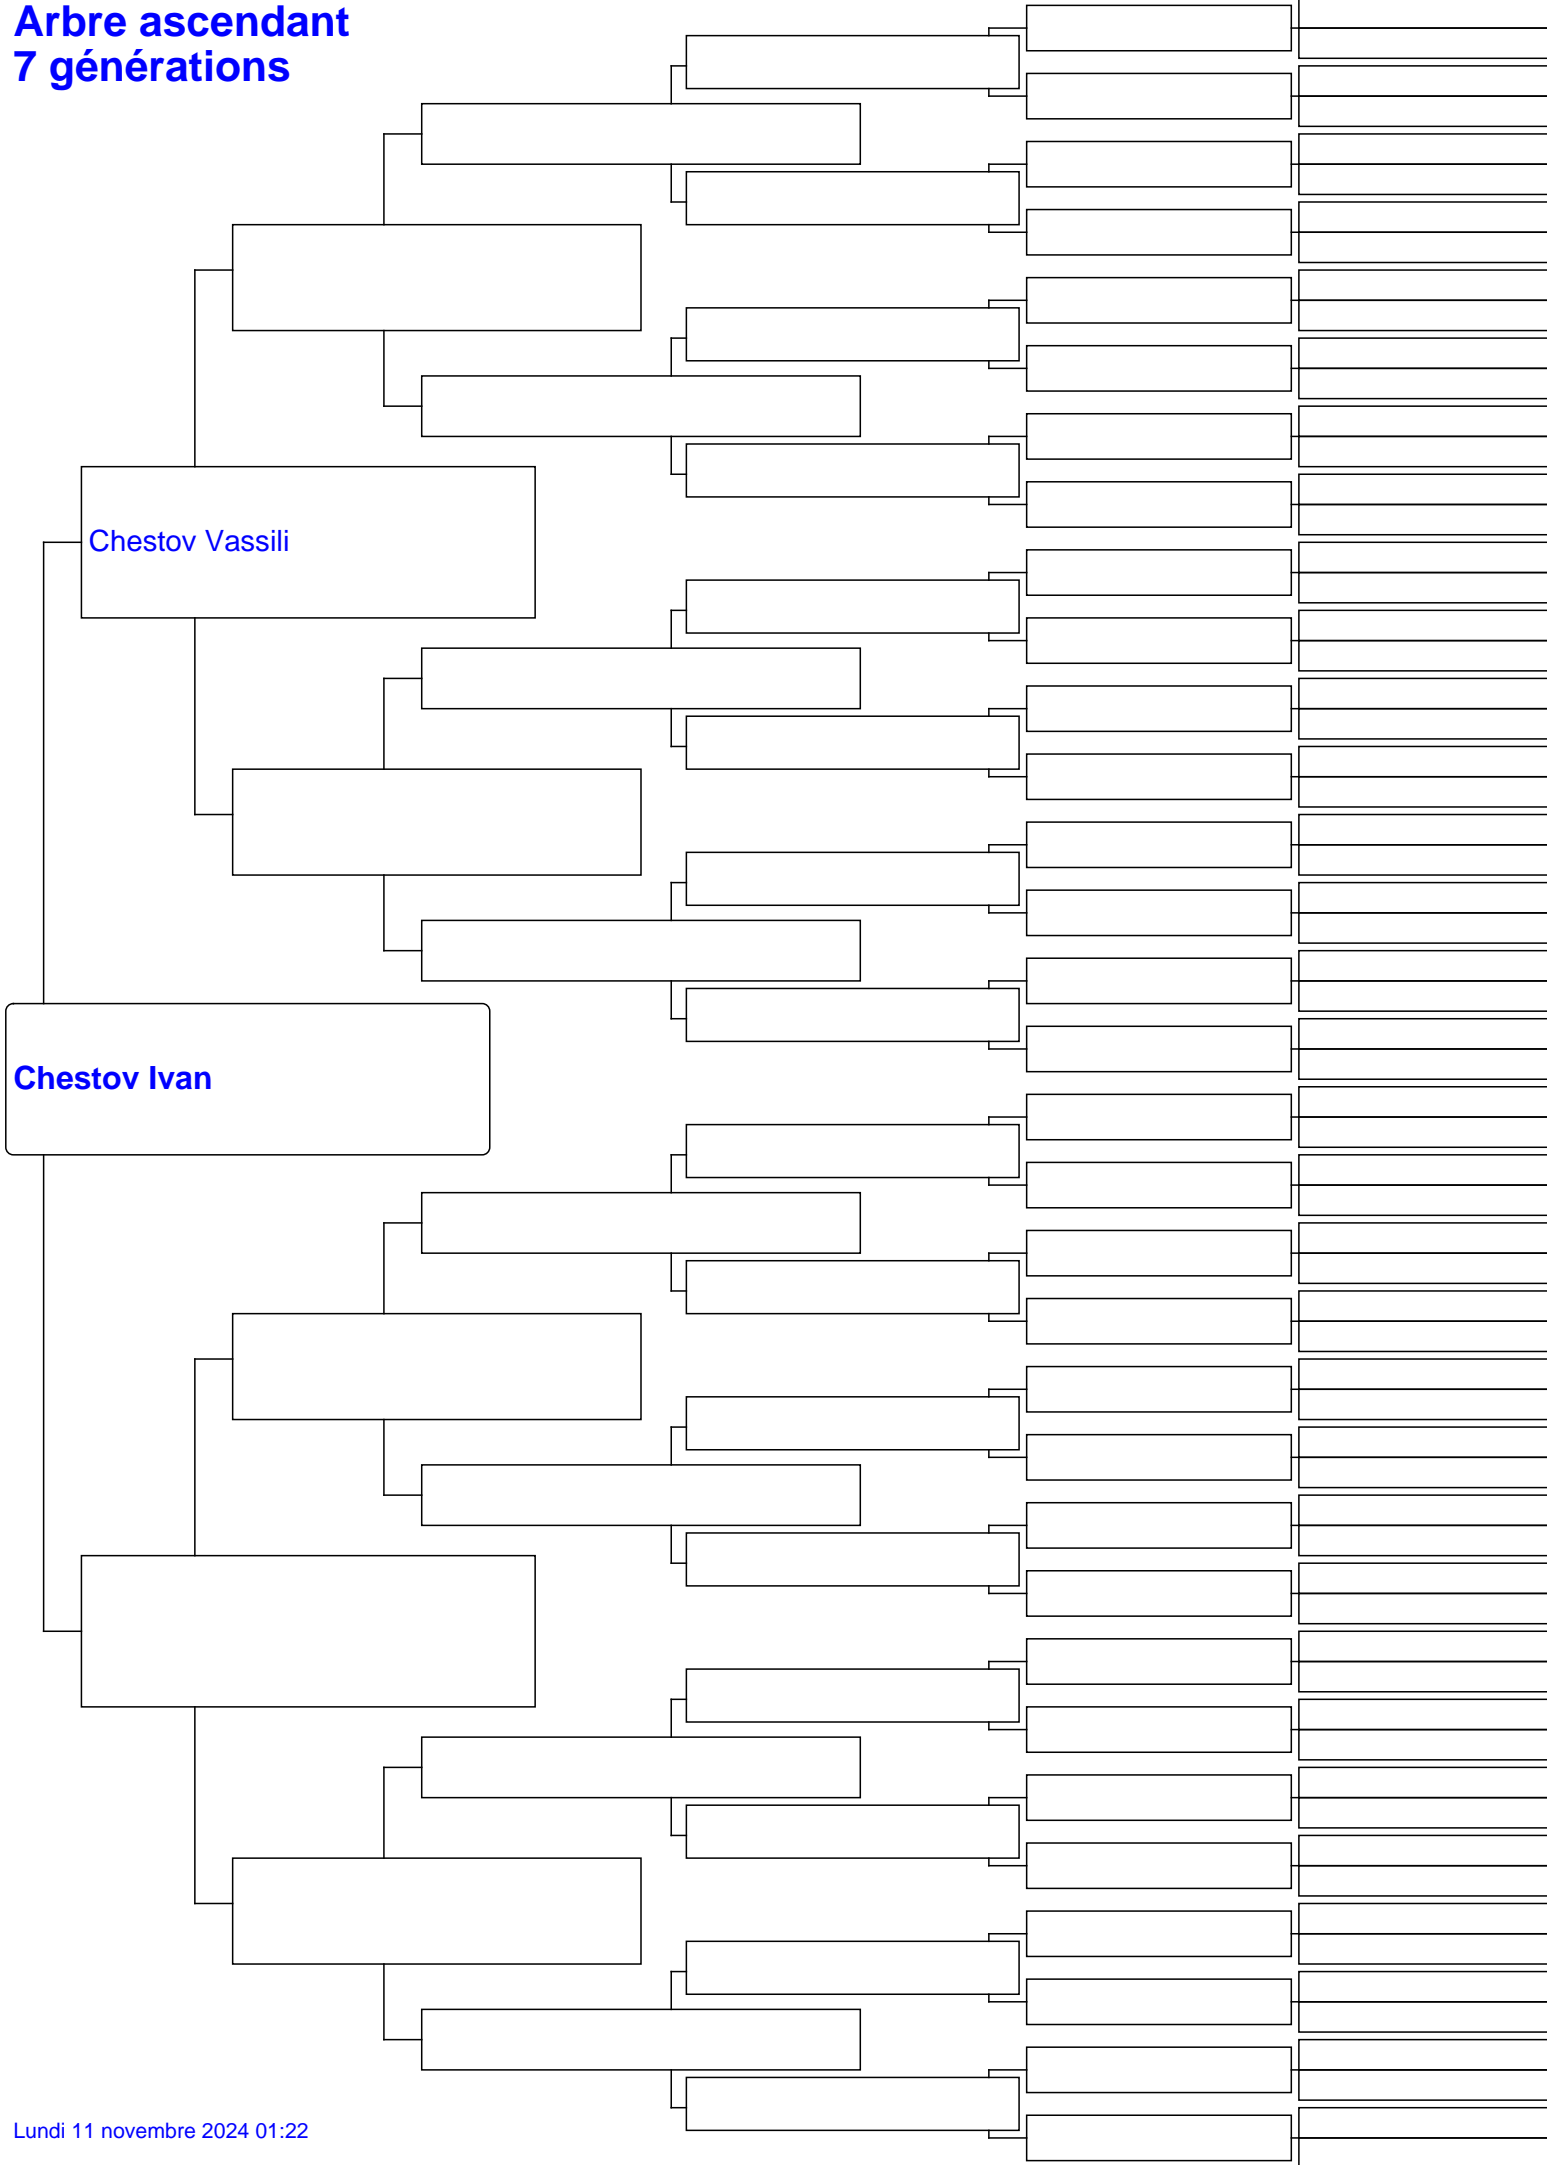 Arbre ascendant
7 générations
Chestov Vassili
Chestov Ivan
Lundi 11 novembre 2024 01:22